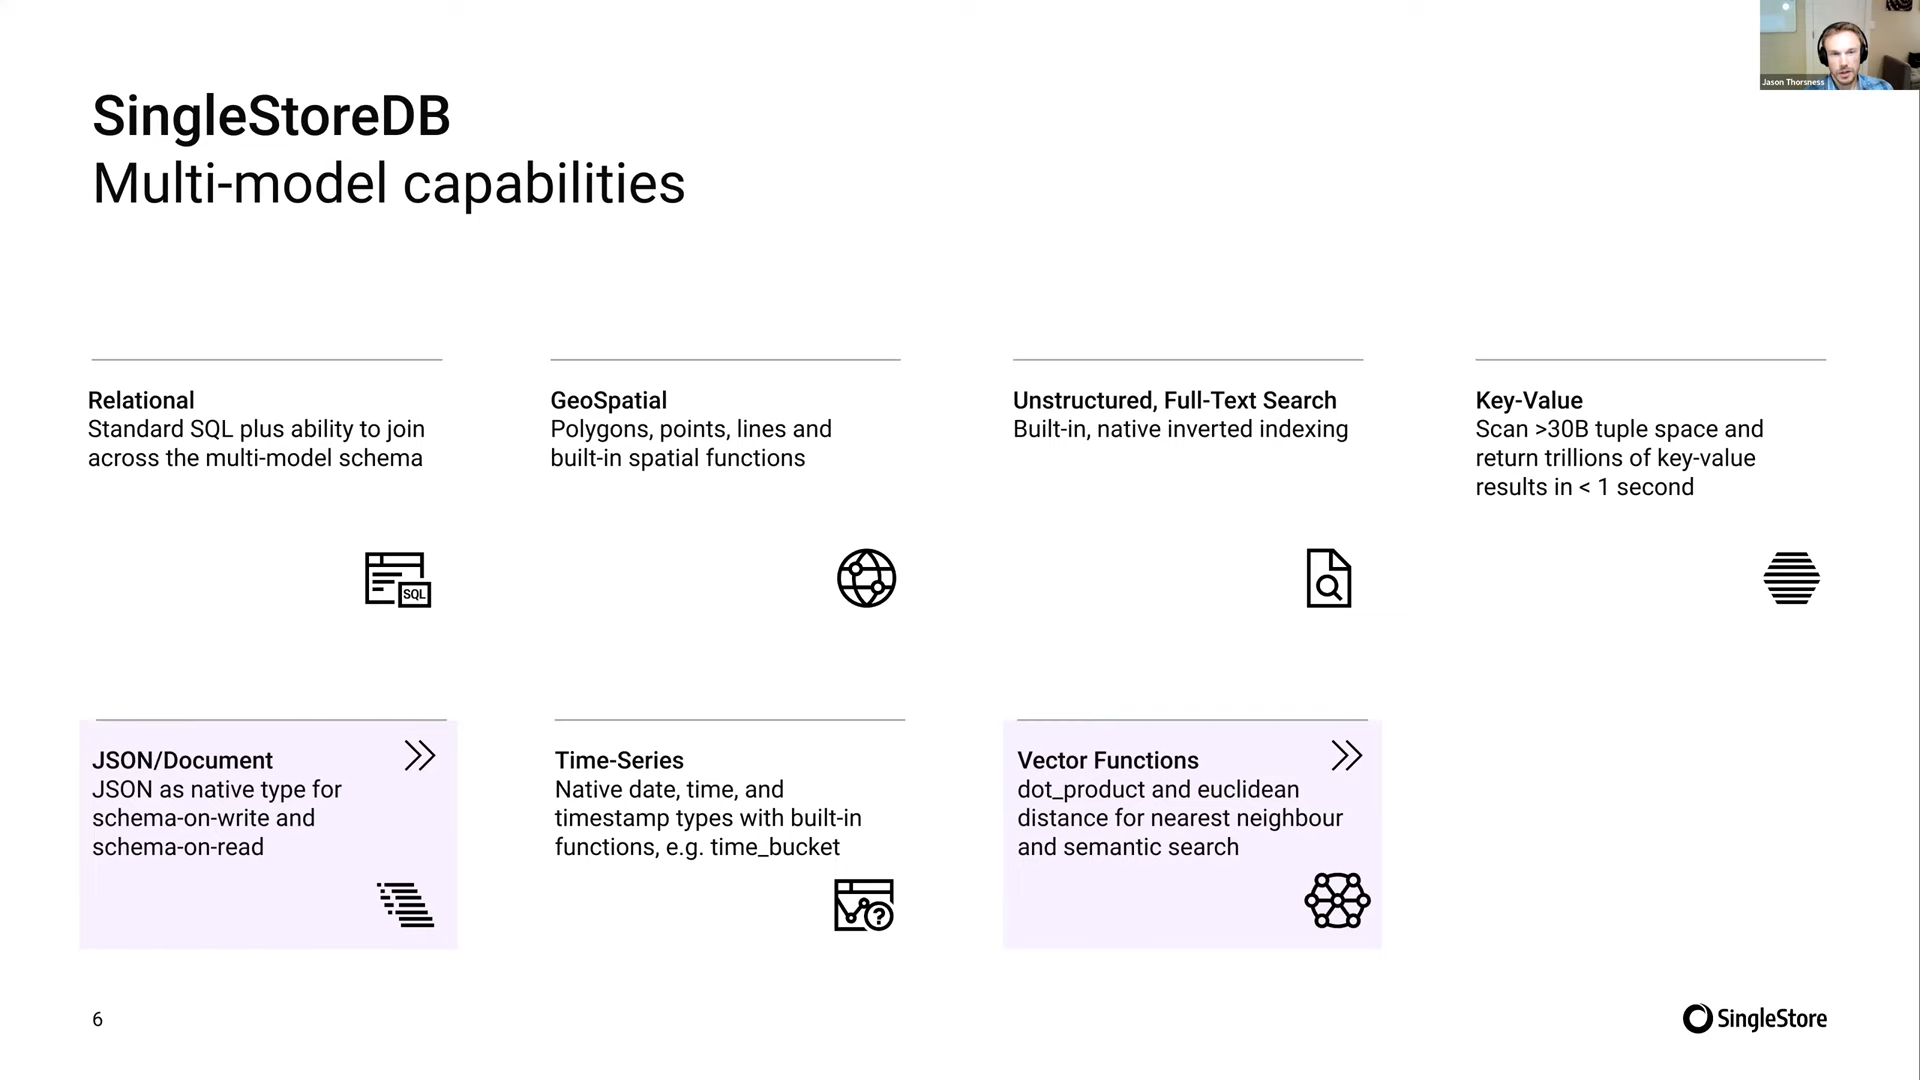 Jason Thorsness
SingleStoreDB
Multi-model capabilities
Relational
Standard SQL plus ability to join
across the multi-model schema
SQL
GeoSpatial
Polygons, points, lines and
built-in spatial functions
Unstructured, Full-Text Search
Built-in, native inverted indexing
Key-Value
Scan >30B tuple space and
return trillions of key-value
results in < 1 second
JSON/Document
JSON as native type for
schema-on-write and
schema-on-read
Time-Series
Native date, time, and
timestamp types with built-in
functions, e.g. time_bucket
?
Vector Functions
dot_product and euclidean
distance for nearest neighbour
and semantic search
6
SingleStore